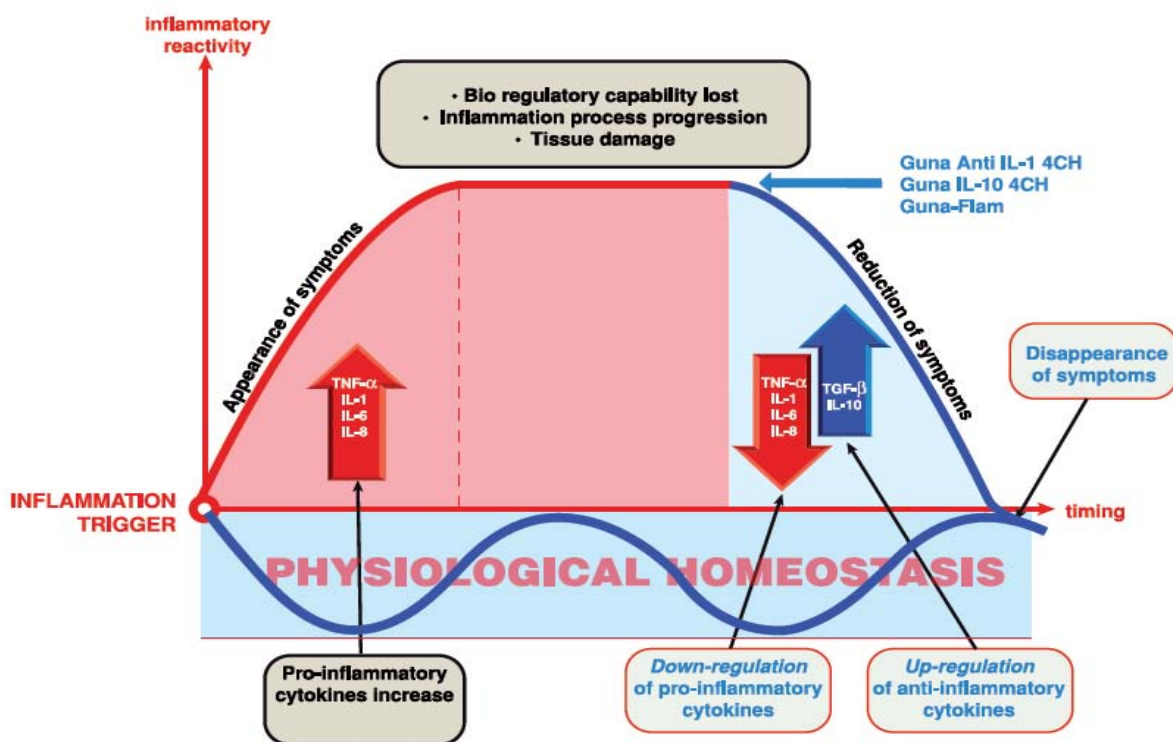 inflammatory
reactivity
· Bio regulatory capability lost
· Inflammation process progression
· Tissue damage
Guna Anti IL-1 4CH
Guna IL-10 4CH
Guna-Flam
Appearance of symptoms
Reduction of symptoms
TNF-α
IL-1
IL-6
IL-8
TNF-α
IL-1
IL-6
IL-8
TGF-β
IL-10
Disappearance
of symptoms
INFLAMMATION
TRIGGER
timing
PHYSIOLOGICAL HOMEOSTASIS
Pro-inflammatory
cytokines increase
Down-regulation
of pro-inflammatory
cytokines
Up-regulation
of anti-inflammatory
cytokines